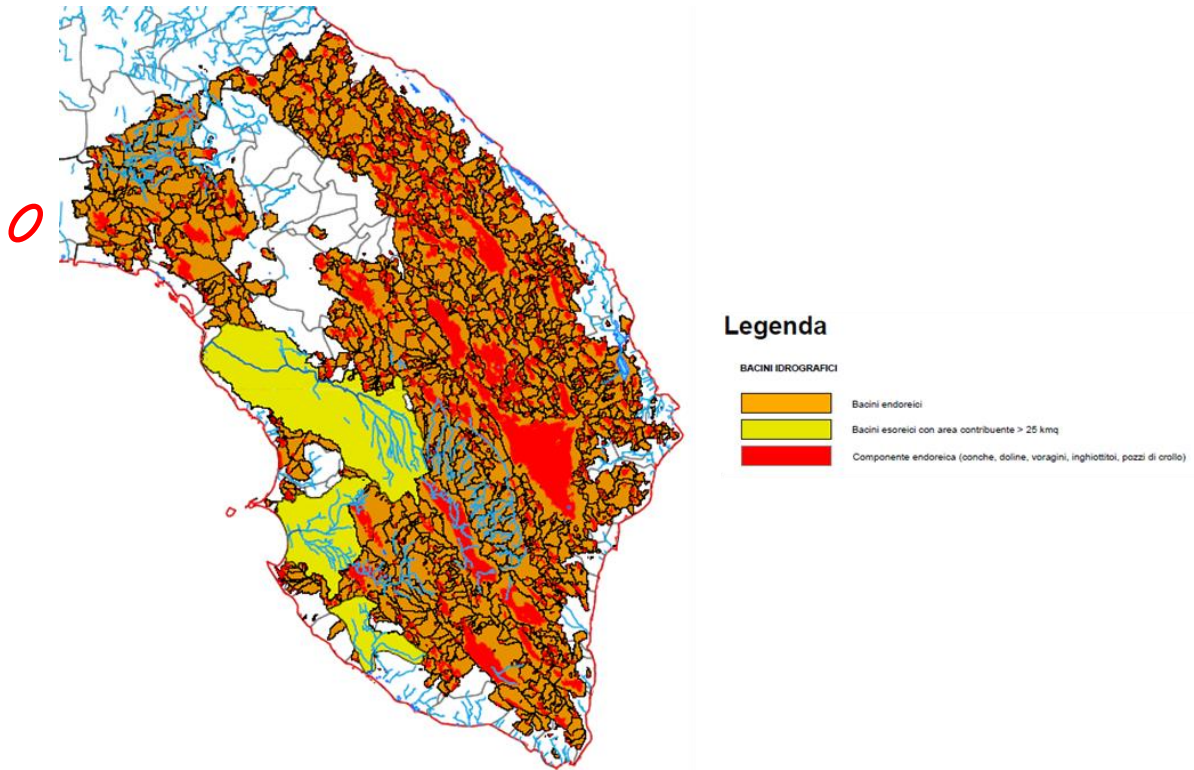 Legenda
BACINI IDROGRAFICI
Bacini endoreici
Bacini esoreici con area contribuente > 25 kmq
Componente endoreica (conche, doline, voragini, inghiottitoi, pozzi di crollo)